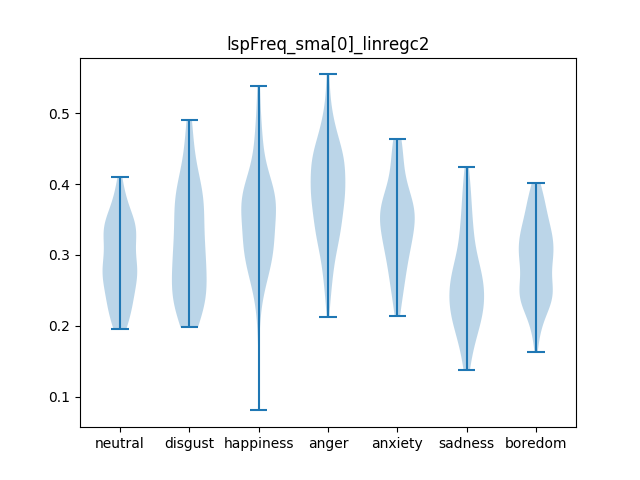 lspFreq_sma[0]_linregc2
0.5
0.4
0.3
0.2
0.1
neutral disgust happiness anger anxiety sadness boredom